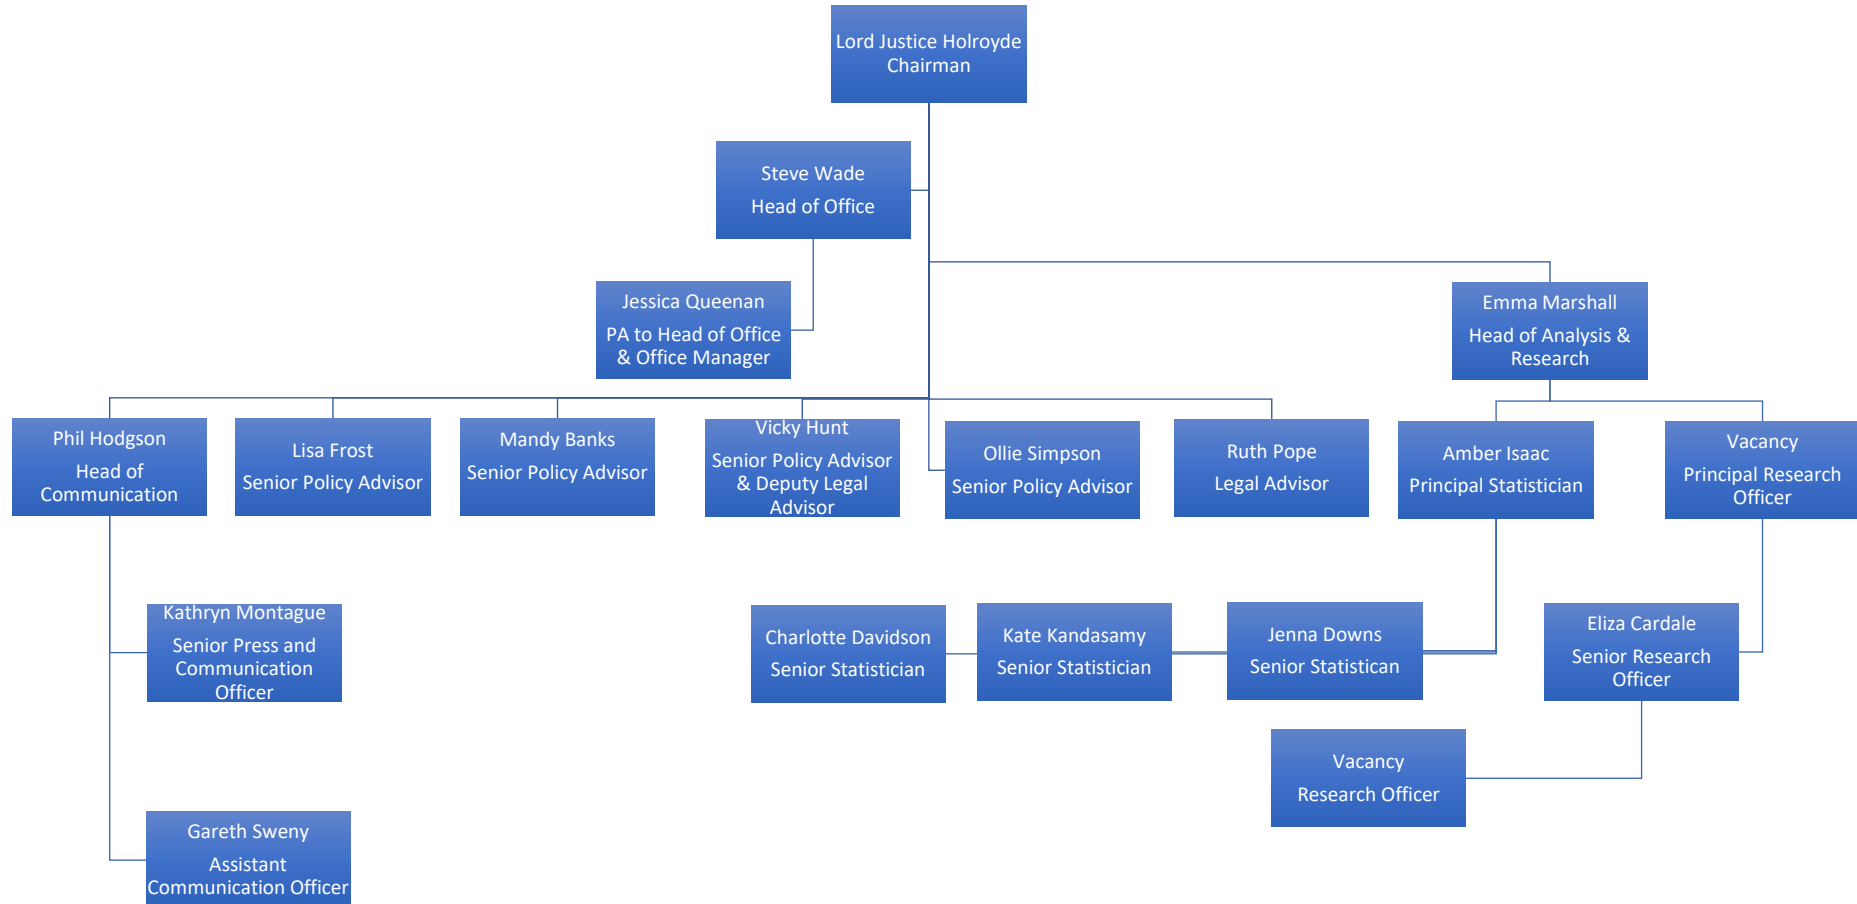 Lord Justice Holroyde
Chairman
Steve Wade
Head of Office
Jessica Queenan
PA to Head of Office
& Office Manager
Emma Marshall
Head of Analysis &
Research
Phil Hodgson
Head of
Communication
Lisa Frost
Senior Policy Advisor
Mandy Banks
Senior Policy Advisor
Vicky Hunt
Senior Policy Advisor
& Deputy Legal
Advisor
Ollie Simpson
Senior Policy Advisor
Ruth Pope
Legal Advisor
Amber Isaac
Principal Statistician
Vacancy
Principal Research
Officer
Kathryn Montague
Senior Press and
Communication
Officer
Charlotte Davidson
Senior Statistician
Kate Kandasamy
Senior Statistician
Jenna Downs
Senior Statistican
Eliza Cardale
Senior Research
Officer
Vacancy
Research Officer
Gareth Sweny
Assistant
Communication Officer